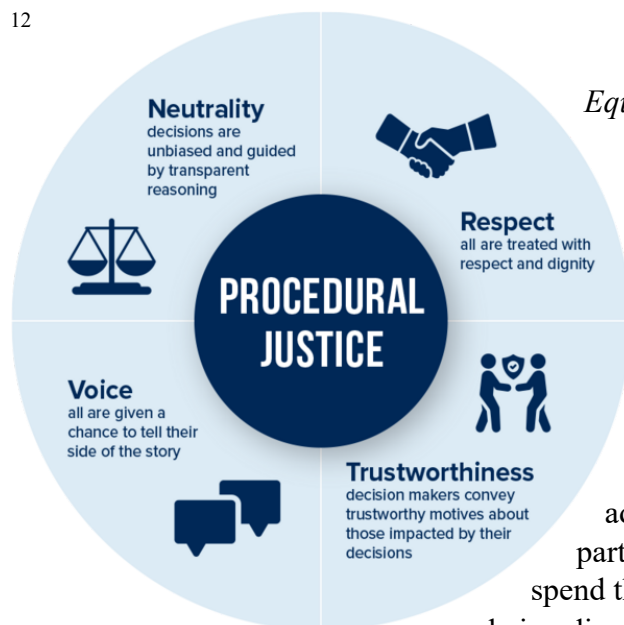 12
Neutrality
decisions are
unbiased and guided
by transparent
reasoning
Respect
all are treated with
respect and dignity
PROCEDURAL
JUSTICE
Voice
all are given a
chance to tell their
side of the story
Trustworthiness
decision makers convey
trustworthy motives about
those impacted by their
decisions
part
spend